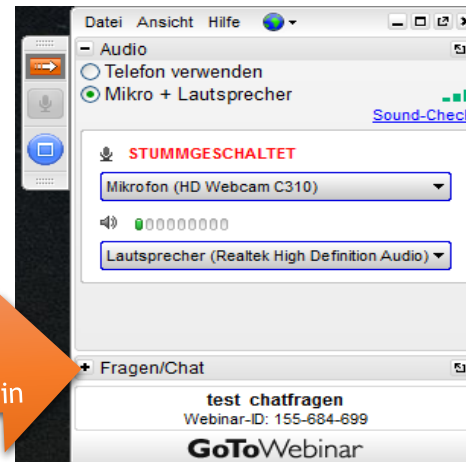 Datei Ansicht Hilfe
Audio
Telefon verwenden
Mikro + Lautsprecher
Sound-Check
STUMMGESCHALTET
Mikrofon (HD Webcam C310)
Lautsprecher (Realtek High Definition Audio)
Fragen/Chat
in
test chatfragen
Webinar-ID: 155-684-699
GoToWebinar